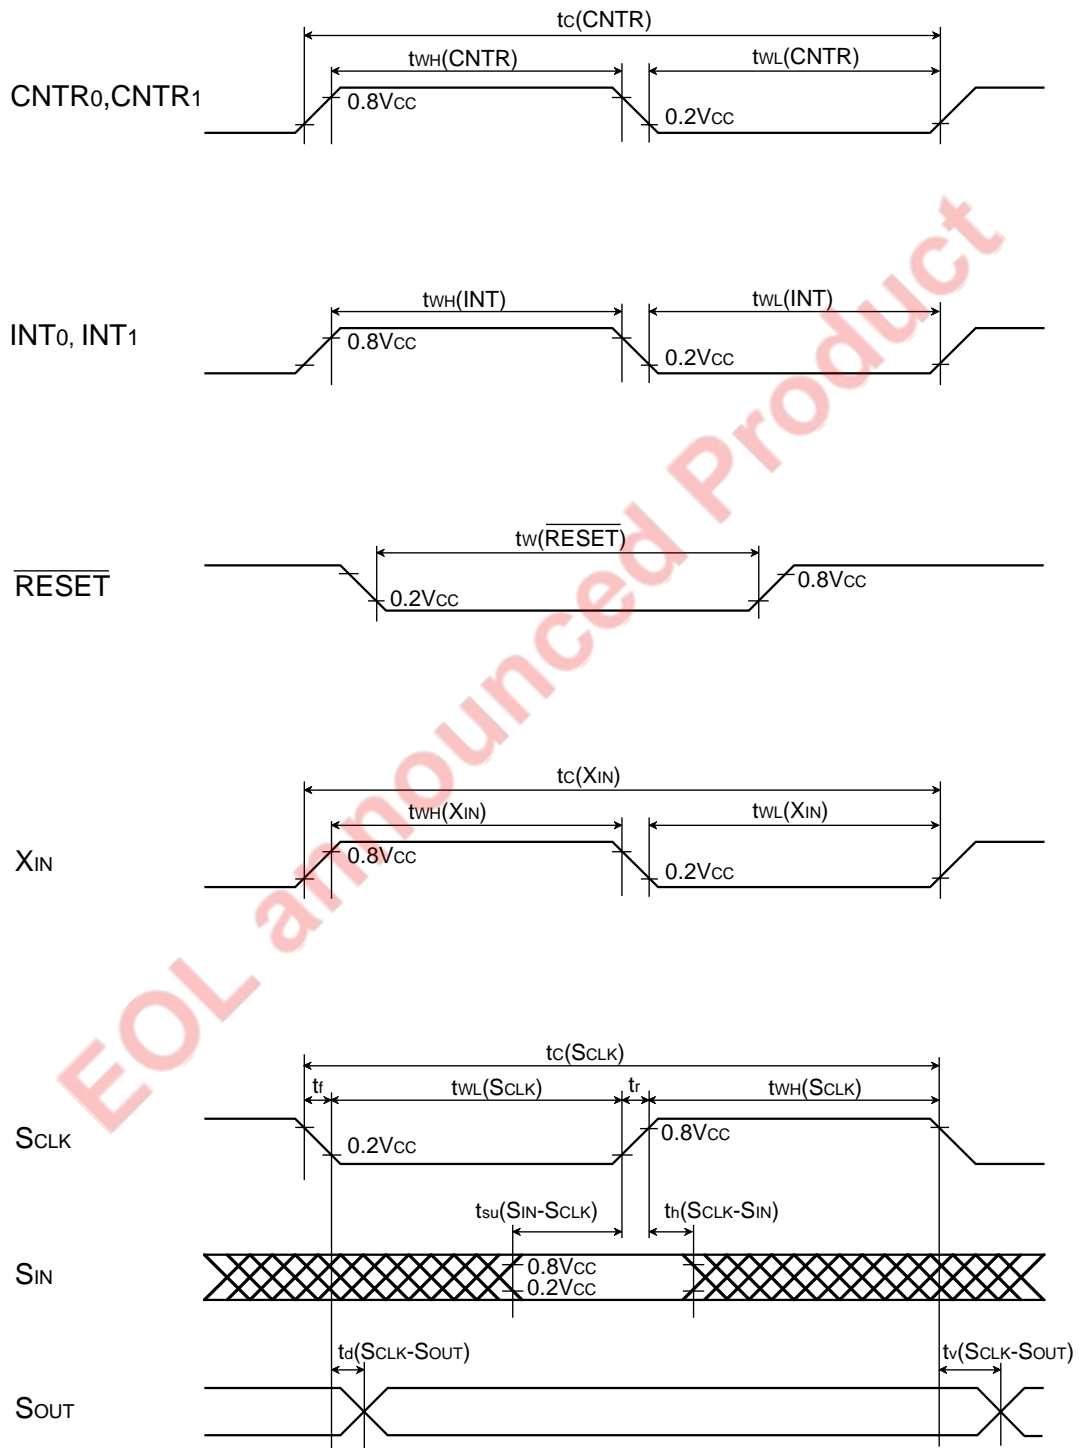 tC(CNTR)
tWH(CNTR) tWL(CNTR)
CNTR0,CNTR1
0.8VCC
0.2VCC
tWH(INT) tWL(INT)
INT0, INT1
0.8VCC
0.2VCC
tW(RESET)
RESET
0.2VCC
0.8VCC
tC(XIN)
tWH(XIN) tWL(XIN)
XIN
0.8VCC
0.2VCC
tC(SCLK)
tf tWL(SCLK) tr tWH(SCLK)
SCLK
0.2VCC
0.8VCC
tsu(SIN-SCLK) th(SCLK-SIN)
SIN
0.8VCC
0.2VCC
td(SCLK-SOUT) tv(SCLK-SOUT)
SOUT
EOL announced Product